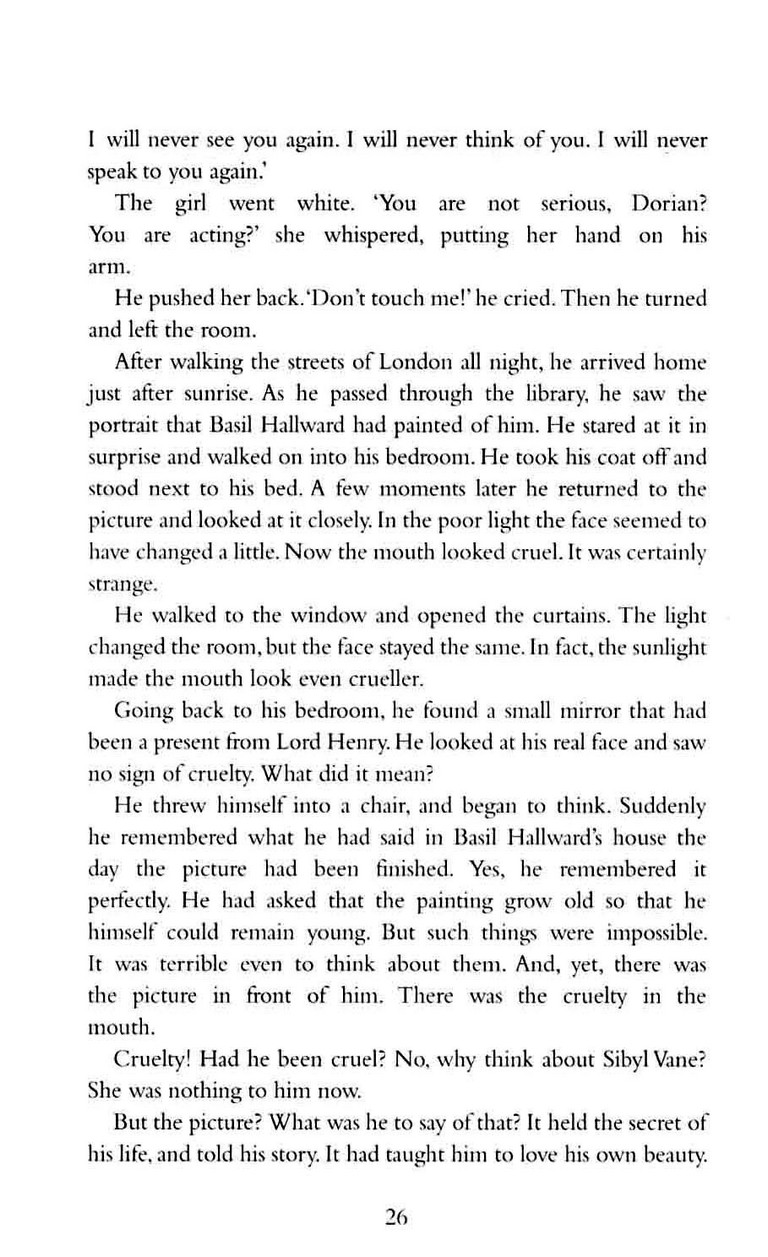 I will never see you again. I will never think of you. I will never
speak to you again.’
The girl went white. ‘You are not serious, Dorian?
You are acting?’ she whispered, putting her hand on his
arm.
He pushed her back. ‘Don’t touch me!’ he cried. Then he turned
and left the room.
After walking the streets of London all night, he arrived home
just after sunrise. As he passed through the library, he saw the
portrait that Basil Hallward had painted of him. He stared at it in
surprise and walked on into his bedroom. He took his coat off and
stood next to his bed. A few moments later he returned to the
picture and looked at it closely. In the poor light the face seemed to
have changed a little. Now the mouth looked cruel. It was certainly
strange.
He walked to the window and opened the curtains. The light
changed the room, but the face stayed the same. In fact, the sunlight
made the mouth look even crueller.
Going back to his bedroom, he found a small mirror that had
been a present from Lord Henry. He looked at his real face and saw
no sign of cruelty. What did it mean?
He threw himself into a chair, and began to think. Suddenly
he remembered what he had said in Basil Hallward’s house the
day the picture had been finished. Yes, he remembered it
perfectly. He had asked that the painting grow old so that he
himself could remain young. But such things were impossible.
It was terrible even to think about them. And, yet, there was
the picture in front of him. There was the cruelty in the
mouth.
Cruelty! Had he been cruel? No, why think about Sibyl Vane?
She was nothing to him now.
But the picture? What was he to say of that? It held the secret of
his life, and told his story. It had taught him to love his own beauty.
26